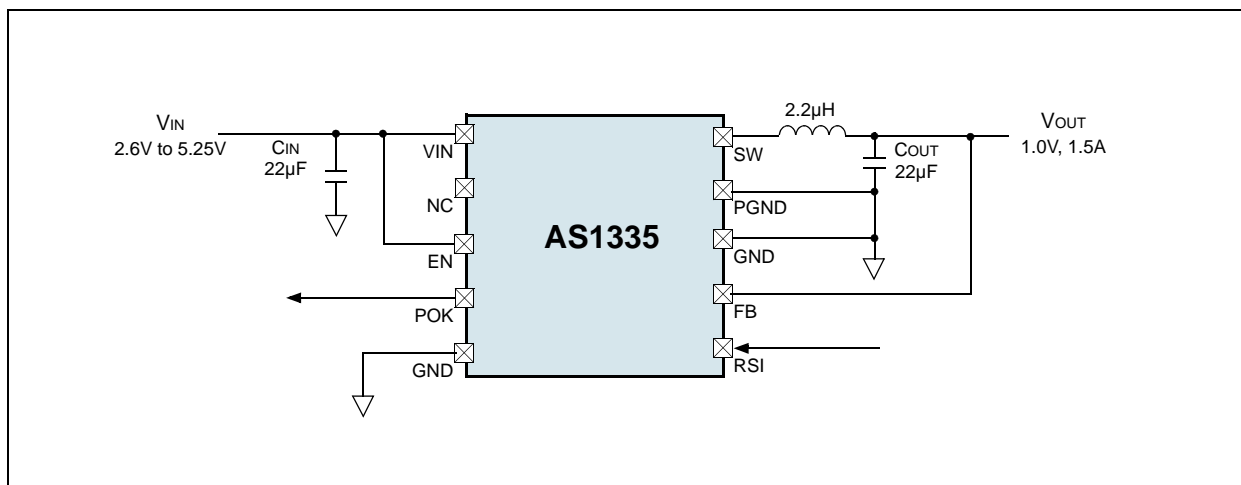 VIN
2.6V to 5.25V
CIN
22µF
VIN
NC
EN
POK
GND
AS1335
SW
PGND
GND
FB
RSI
2.2µH
COUT
22µF
VOUT
1.0V, 1.5A